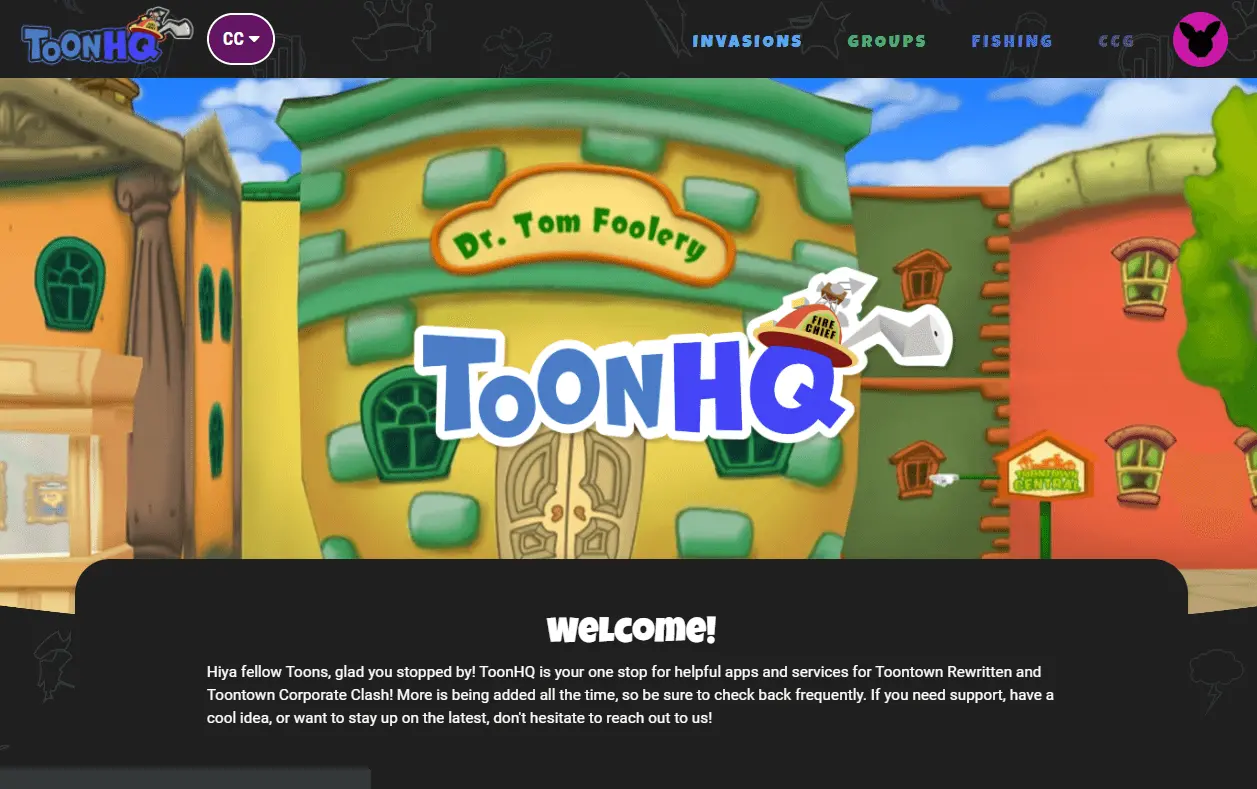 ToonHQ
CC
INVASIONS
GROUPS
FISHING
CCG
Dr. Tom Foolery
FIRE
CHIEF
ToonHQ
TOONTOWN
CENTRAL
Welcome!
Hiya fellow Toons, glad you stopped by! ToonHQ is your one stop for helpful apps and services for Toontown Rewritten and
Toontown Corporate Clash! More is being added all the time, so be sure to check back frequently. If you need support, have a
cool idea, or want to stay up on the latest, don't hesitate to reach out to us!